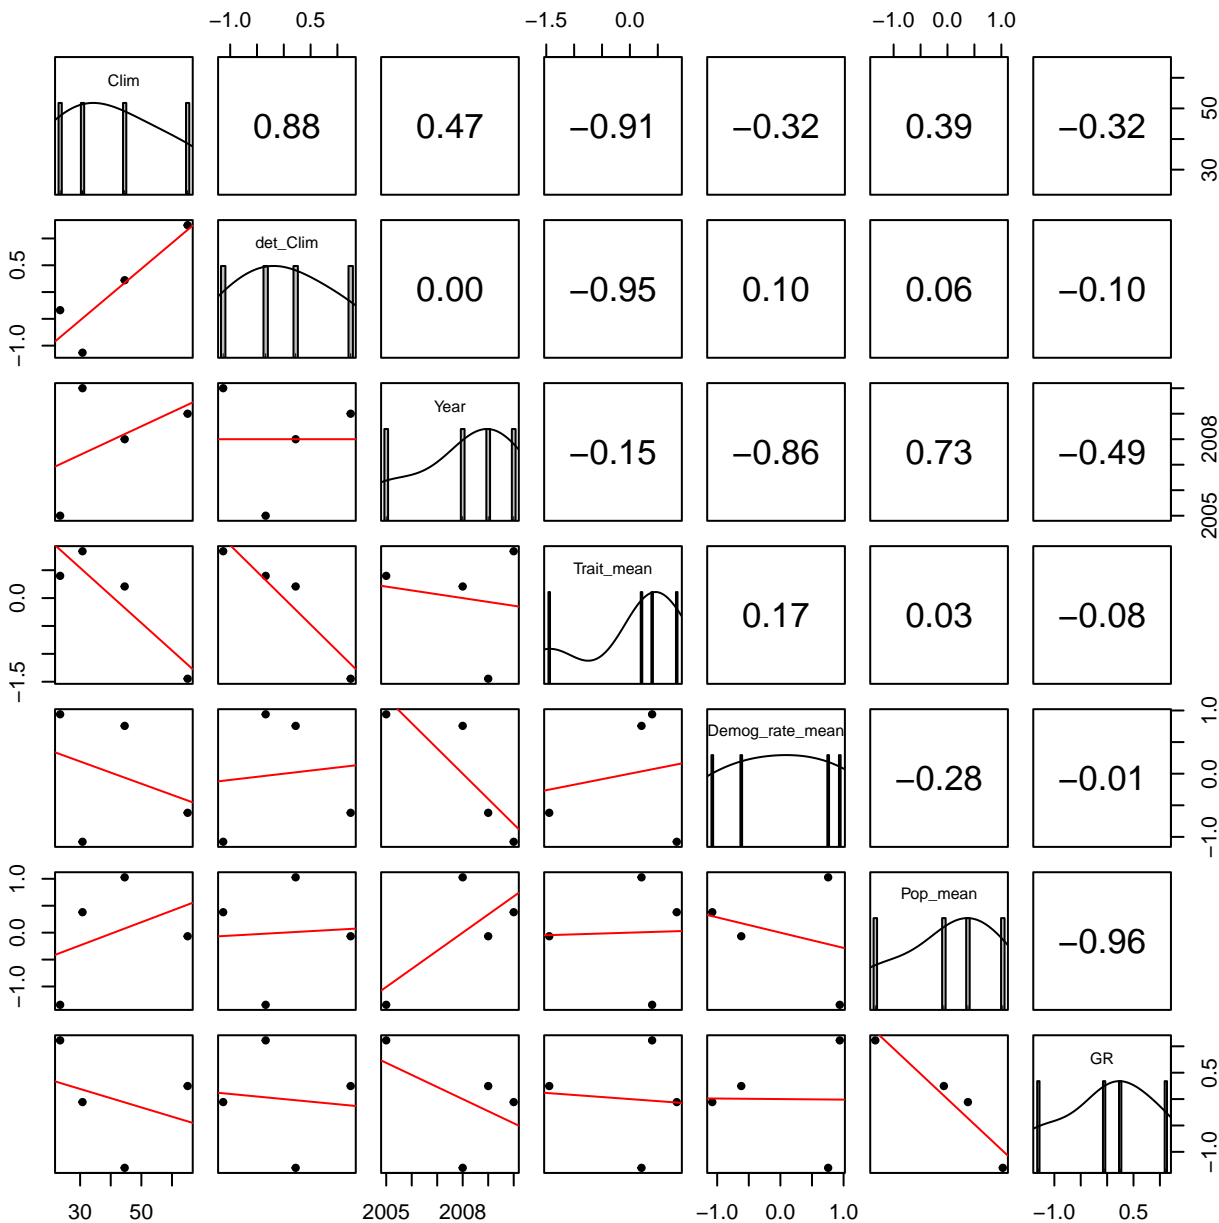 −1.0 0.5 −1.5 0.0 −1.0 0.0 1.0
Clim
0.88 0.47 −0.91 −0.32 0.39 −0.32
30 50
det_Clim
0.00 −0.95 0.10 0.06 −0.10
−1.0 0.5
Year
−0.15 −0.86 0.73 −0.49
2005 2008
Trait_mean
0.17 0.03 −0.08
−1.5 0.0
Demog_rate_mean
−0.28 −0.01
−1.0 0.0 1.0
Pop_mean
−0.96
−1.0 0.0 1.0
GR
−1.0 0.5
30 50 2005 2008 −1.0 0.0 1.0 −1.0 0.5